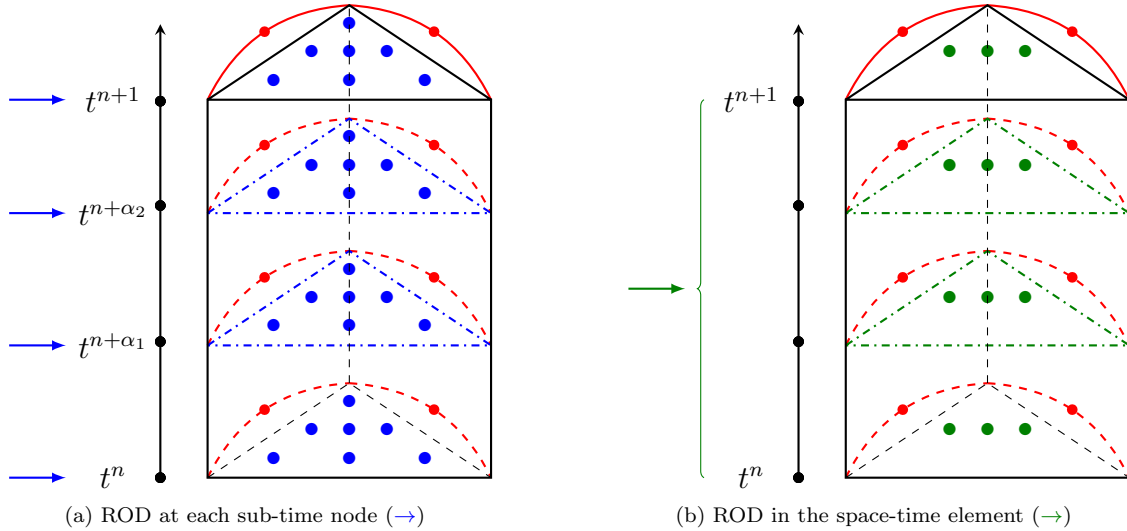 t^{n+1}
t^{n+α_2}
t^{n+α_1}
t^n
(a) ROD at each sub-time node (→)
t^{n+1}
t^n
(b) ROD in the space-time element (→)